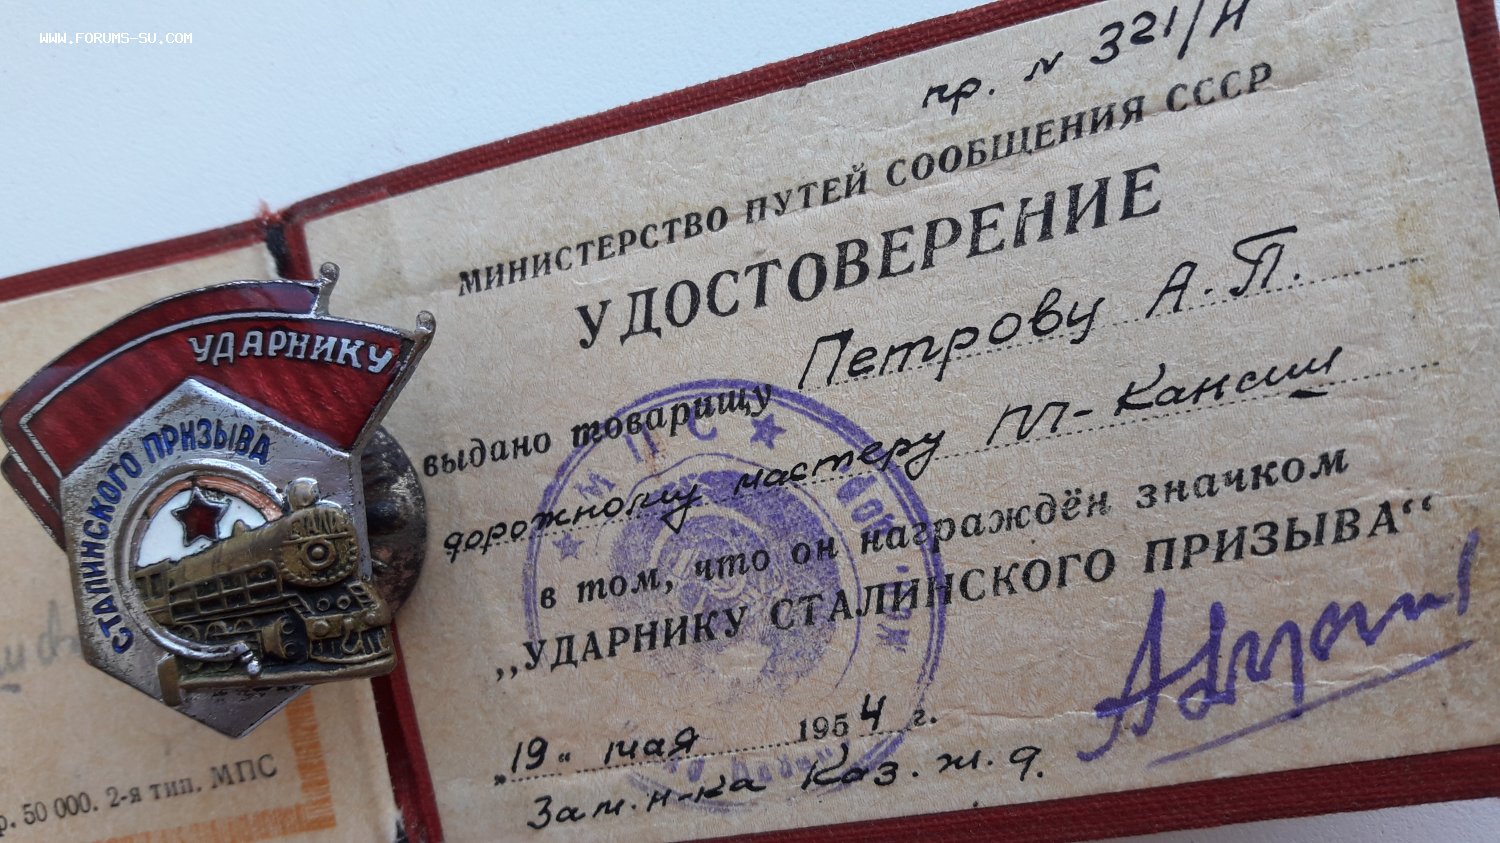 WWW.FORUMS-SU.COM
пр. N 321/Н
МИНИСТЕРСТВО ПУТЕЙ СООБЩЕНИЯ СССР
УДОСТОВЕРЕНИЕ
выдано товарищу Петрову А.П.
дорожному мастеру ПЧ-
в том, что он награждён значком
„УДАРНИКУ СТАЛИНСКОГО ПРИЗЫВА“
„19“ мая 1954 г.
Зам.н-ка Каз.ж.д.
МПС
УДАРНИКУ
СТАЛИНСКОГО ПРИЗЫВА
р. 50 000. 2-я тип. МПС